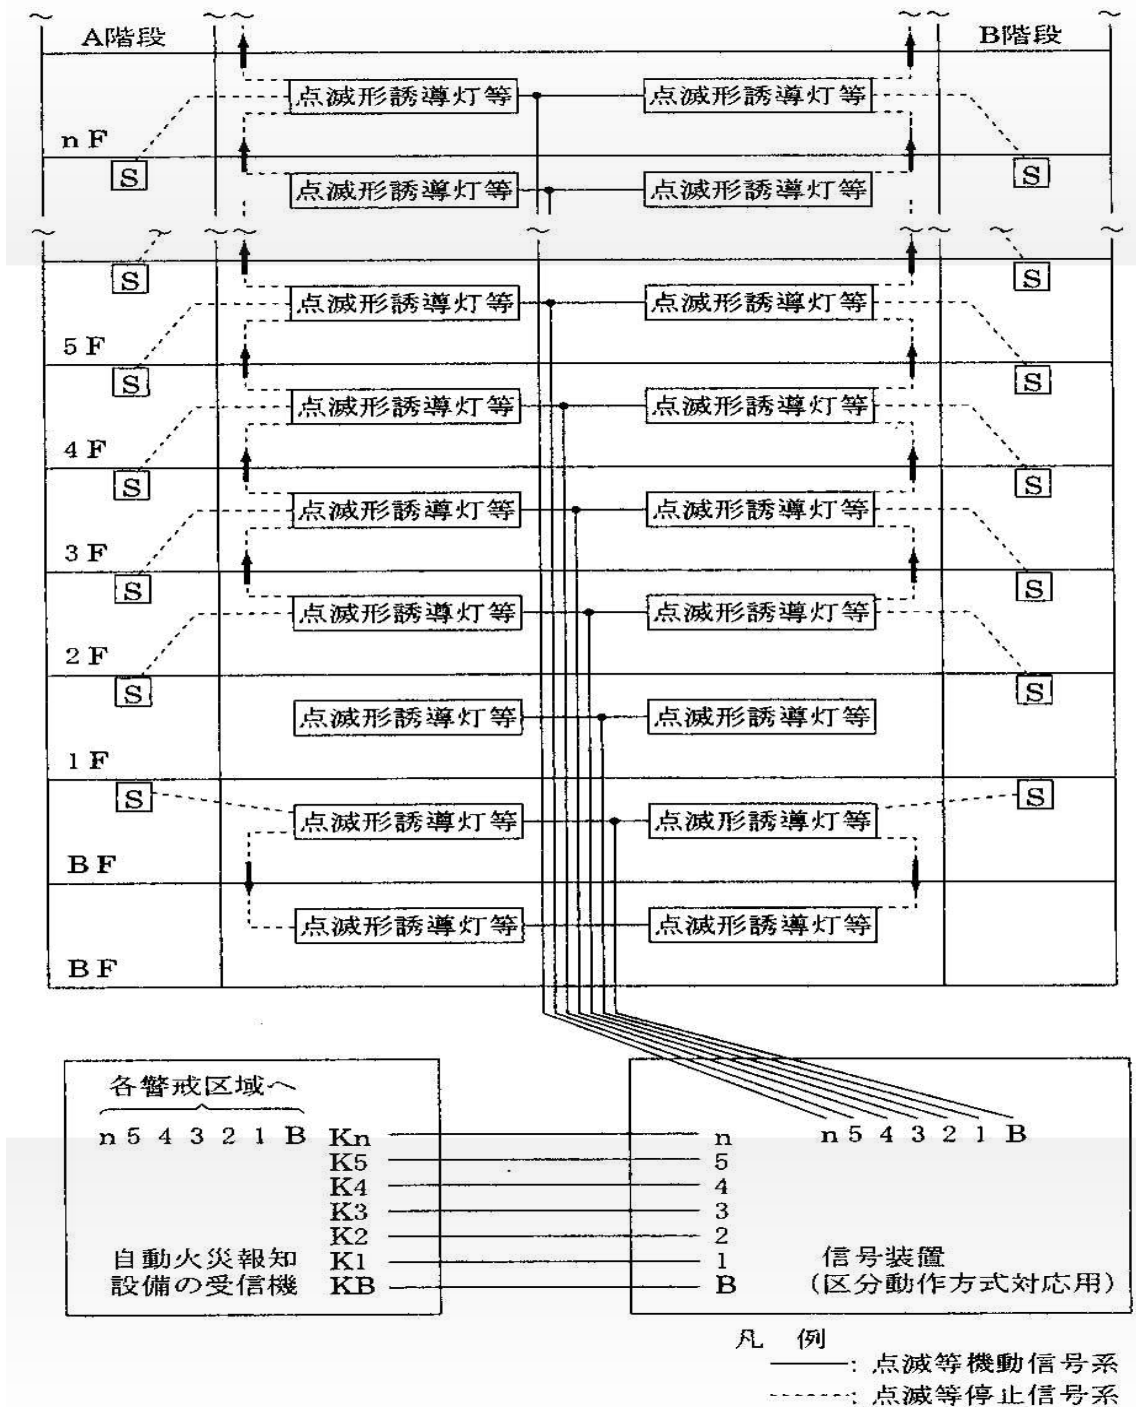 A階段 B階段
点滅形誘導灯等 点滅形誘導灯等
nF
S S
点滅形誘導灯等 点滅形誘導灯等
S S
点滅形誘導灯等 点滅形誘導灯等
5F
S S
点滅形誘導灯等 点滅形誘導灯等
4F
S S
点滅形誘導灯等 点滅形誘導灯等
3F
S S
点滅形誘導灯等 点滅形誘導灯等
2F
S S
点滅形誘導灯等 点滅形誘導灯等
1F
S S
点滅形誘導灯等 点滅形誘導灯等
BF
点滅形誘導灯等 点滅形誘導灯等
BF
各警戒区域へ
n 5 4 3 2 1 B Kn n n 5 4 3 2 1 B
K5 5
K4 4
K3 3
K2 2
自動火災報知 K1 1 信号装置
設備の受信機 KB B (区分動作方式対応用)
凡 例
―――: 点滅等機動信号系
-------: 点滅等停止信号系